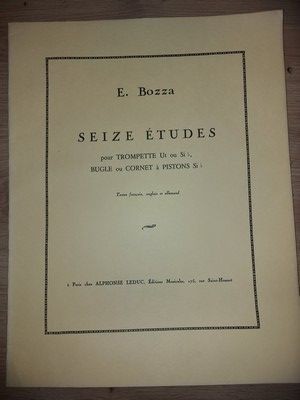 E. Bozza
SEIZE ÉTUDES
pour TROMPETTE Ut ou Si ♭,
BUGLE ou CORNET à PISTONS Si ♭
Textes français, anglais et allemand
à Paris chez ALPHONSE LEDUC, Éditions Musicales, 175, rue Saint-Honoré